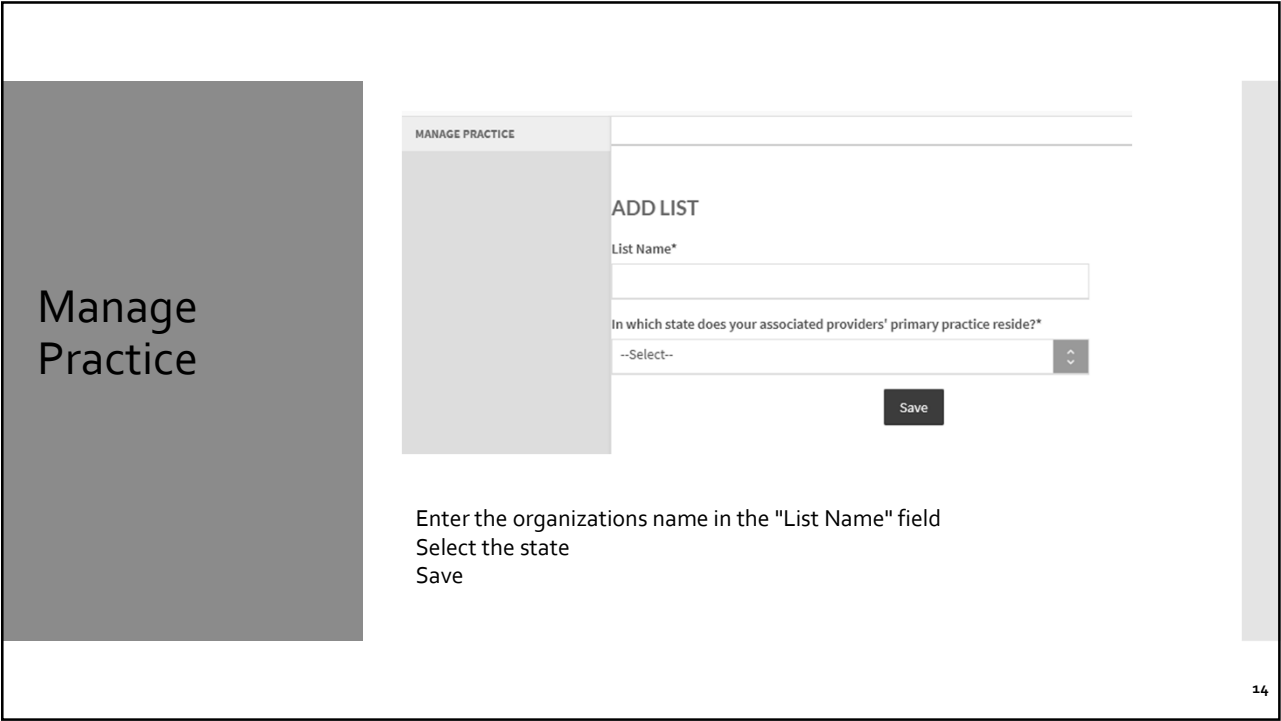 Manage
Practice
MANAGE PRACTICE
ADD LIST
List Name*
In which state does your associated providers' primary practice reside?*
--Select--
Save
Enter the organizations name in the "List Name" field
Select the state
Save
14